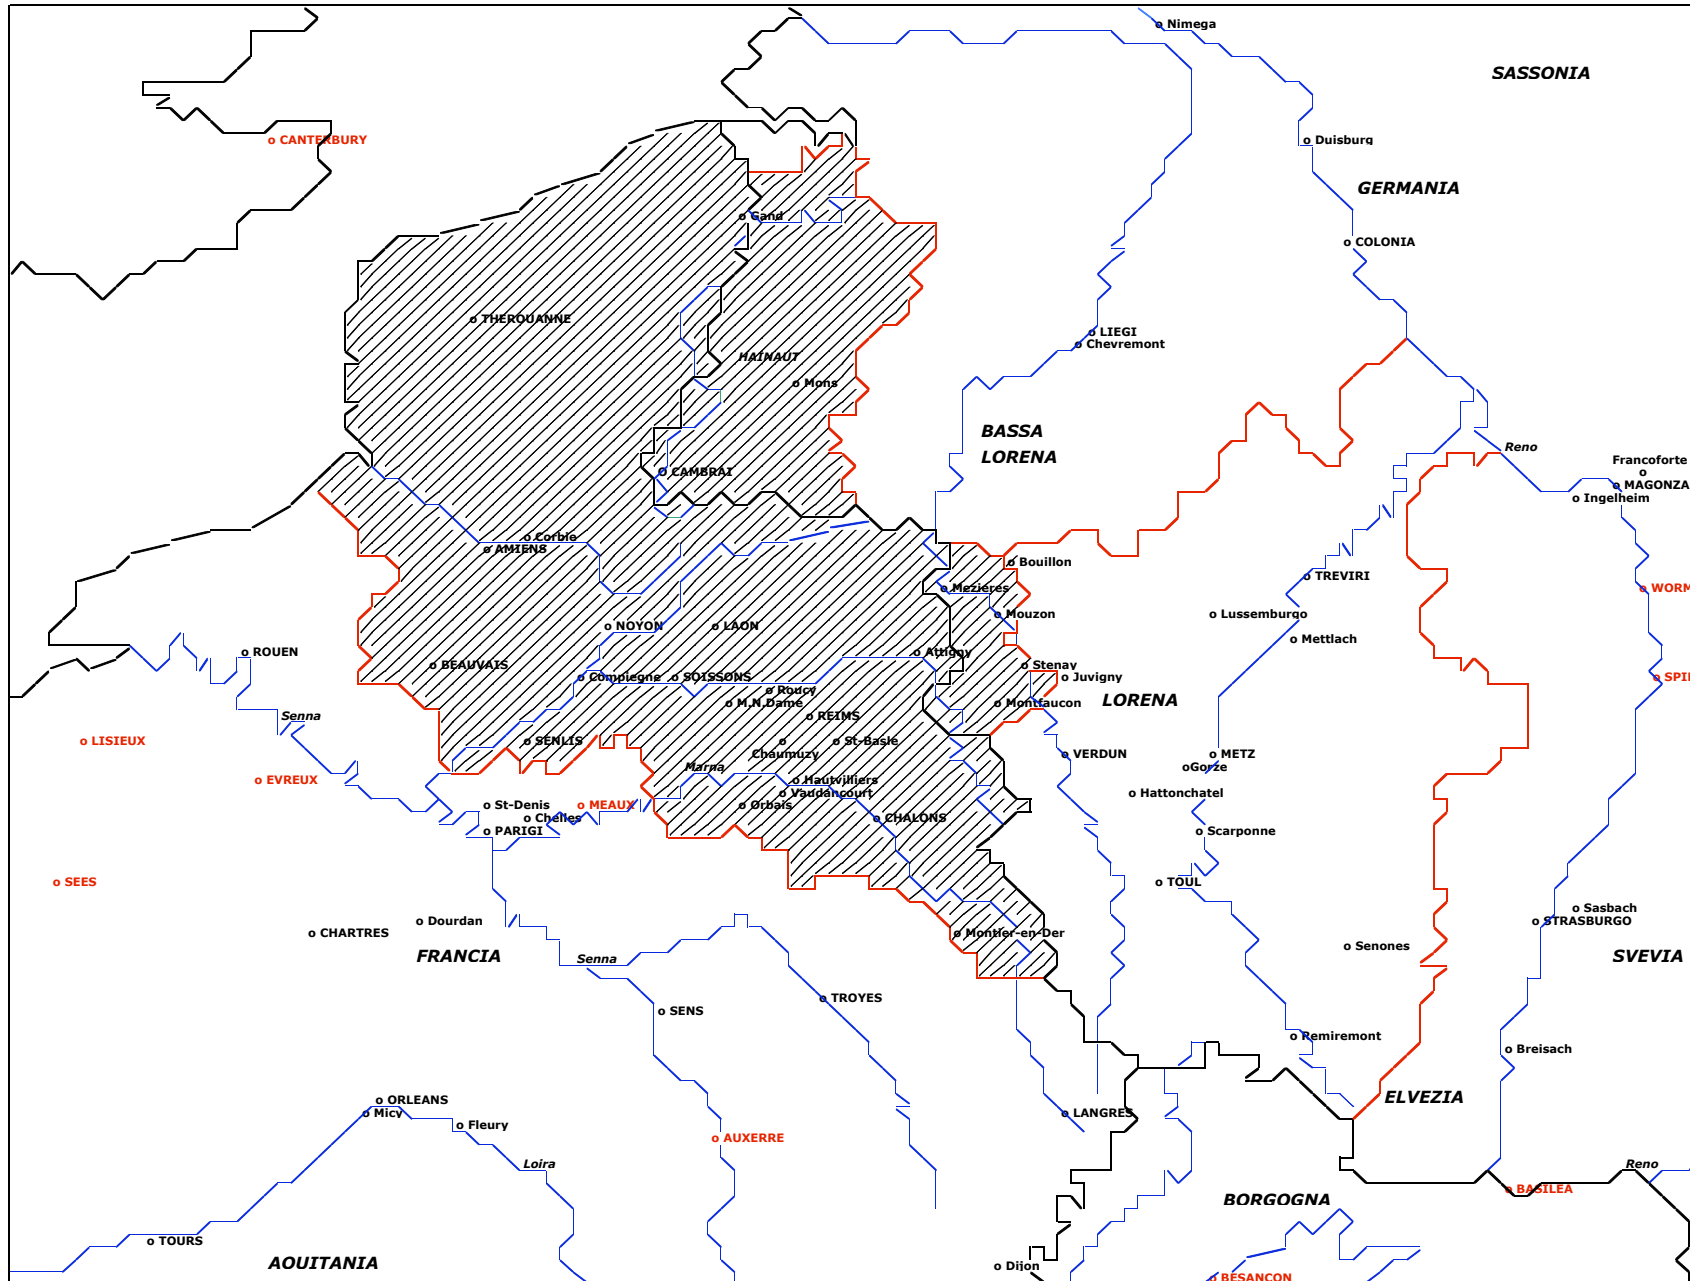 Nimega
SASSONIA
CANTERBURY
Duisburg
GERMANIA
Gand
COLONIA
THEROUANNE
LIEGI
Chevremont
HAINAUT
Mons
BASSA
LORENA
Reno
Francoforte
CAMBRAI
MAGONZA
Ingelheim
Corbie
AMIENS
Bouillon
TREVIRI
Mezieres
WORM
Mouzon
Lussemburgo
NOYON
LAON
Mettlach
ROUEN
Attigny
BEAUVAIS
Stenay
Compiegne
SOISSONS
Juvigny
SPI
Roucy
M.N.Dame
Montfaucon
LORENA
Senna
REIMS
LISIEUX
SENLIS
St-Basle
Chaumuzy
VERDUN
METZ
Marna
Gorze
EVREUX
Hautvilliers
Vaudancourt
Hattonchatel
St-Denis
MEAUX
Orbais
Chelles
CHALONS
PARIGI
Scarponne
SEES
TOUL
Sasbach
Dourdan
STRASBURGO
CHARTRES
Montier-en-Der
Senones
FRANCIA
Senna
SVEVIA
TROYES
SENS
Remiremont
Breisach
ORLEANS
ELVEZIA
Micy
LANGRES
Fleury
AUXERRE
Loira
Reno
BASILEA
BORGOGNA
TOURS
AQUITANIA
Dijon
BESANCON